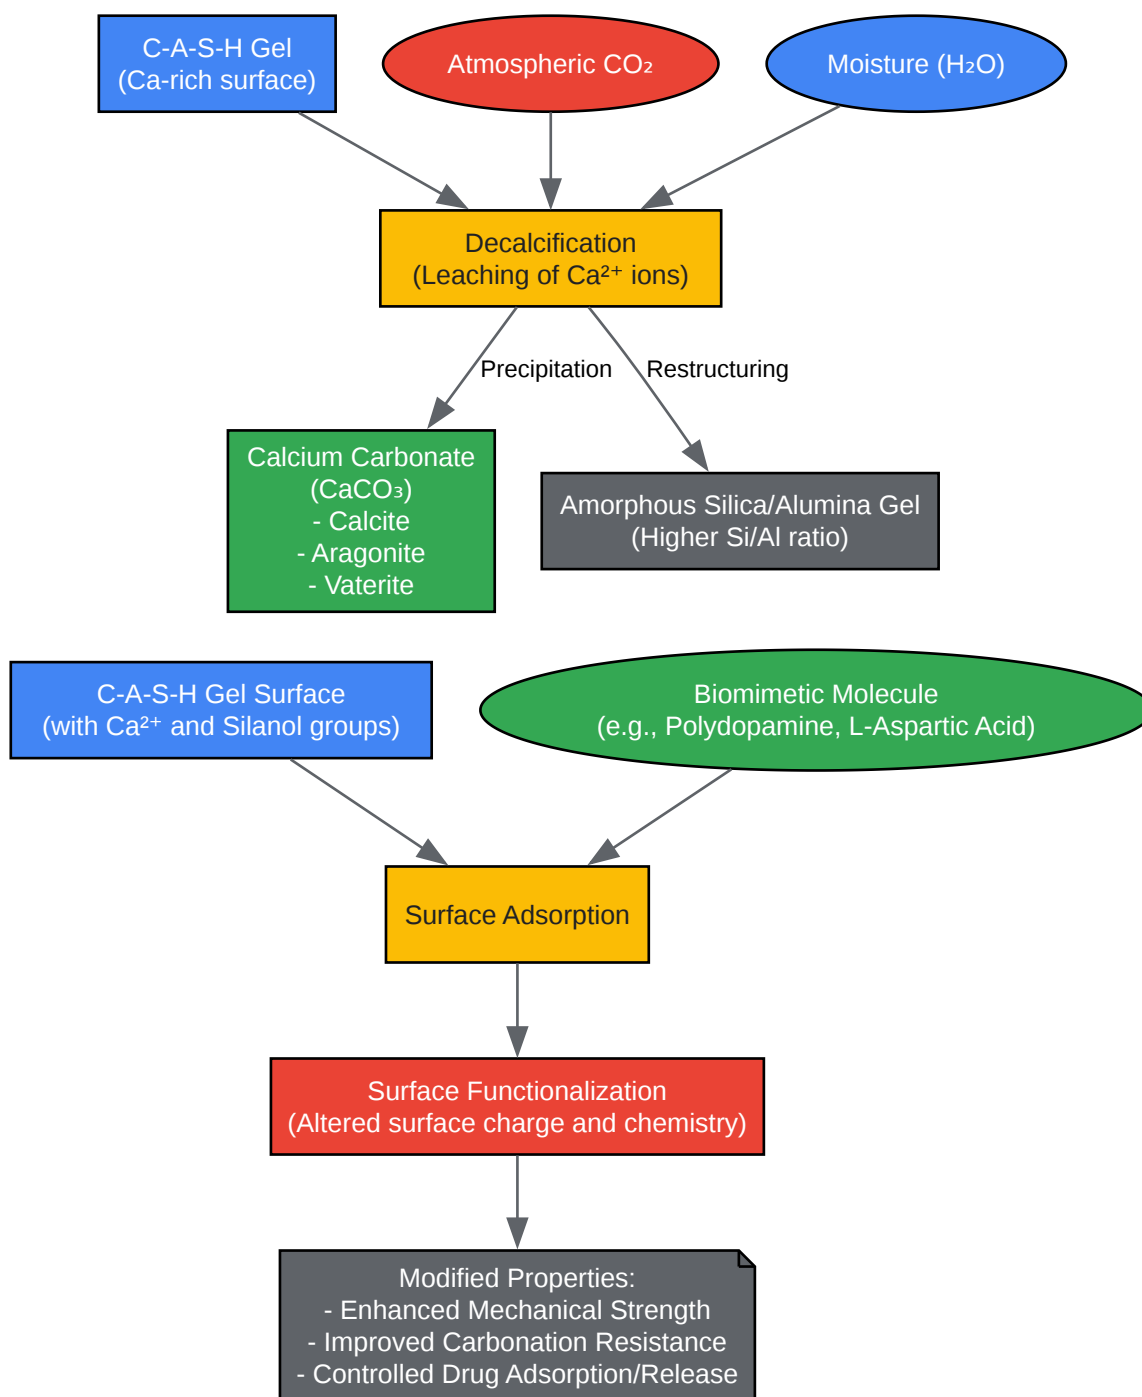 C-A-S-H Gel
(Ca-rich surface)
Atmospheric CO₂
Moisture (H₂O)
Decalcification
(Leaching of Ca²⁺ ions)
Precipitation
Restructuring
Calcium Carbonate
(CaCO₃)
- Calcite
- Aragonite
- Vaterite
Amorphous Silica/Alumina Gel
(Higher Si/Al ratio)
C-A-S-H Gel Surface
(with Ca²⁺ and Silanol groups)
Biomimetic Molecule
(e.g., Polydopamine, L-Aspartic Acid)
Surface Adsorption
Surface Functionalization
(Altered surface charge and chemistry)
Modified Properties:
- Enhanced Mechanical Strength
- Improved Carbonation Resistance
- Controlled Drug Adsorption/Release